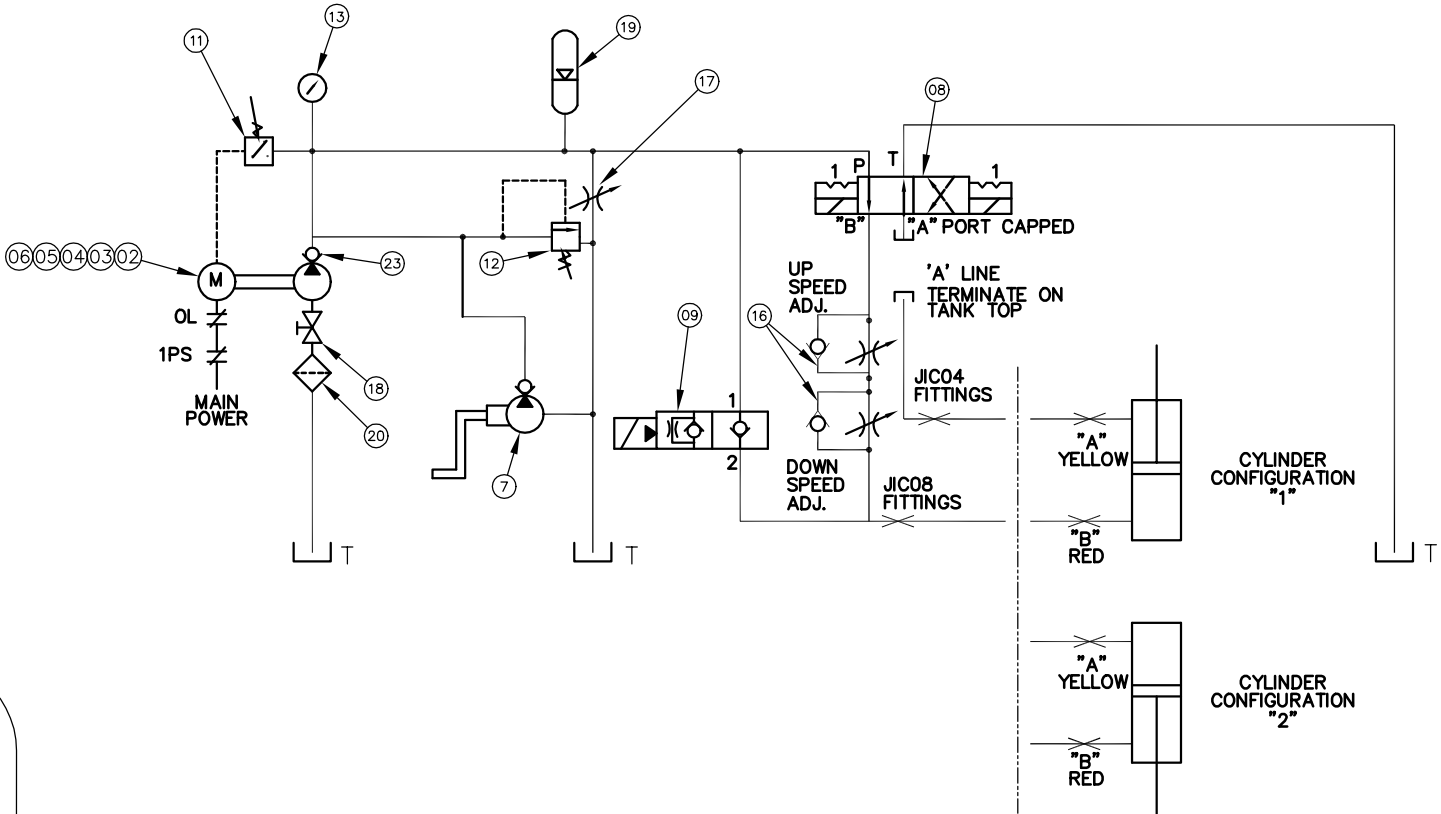 13
19
11
17
08
P
T
1
1
"B"
"A" PORT CAPPED
12
23
06 05 04 03 02
M
UP
SPEED
ADJ.
'A' LINE
TERMINATE ON
TANK TOP
OL
1PS
MAIN
POWER
18
20
09
16
7
1
2
JIC04
FITTINGS
DOWN
SPEED
ADJ.
JIC08
FITTINGS
"A"
YELLOW
"B"
RED
CYLINDER
CONFIGURATION
"1"
T
T
T
"A"
YELLOW
"B"
RED
CYLINDER
CONFIGURATION
"2"